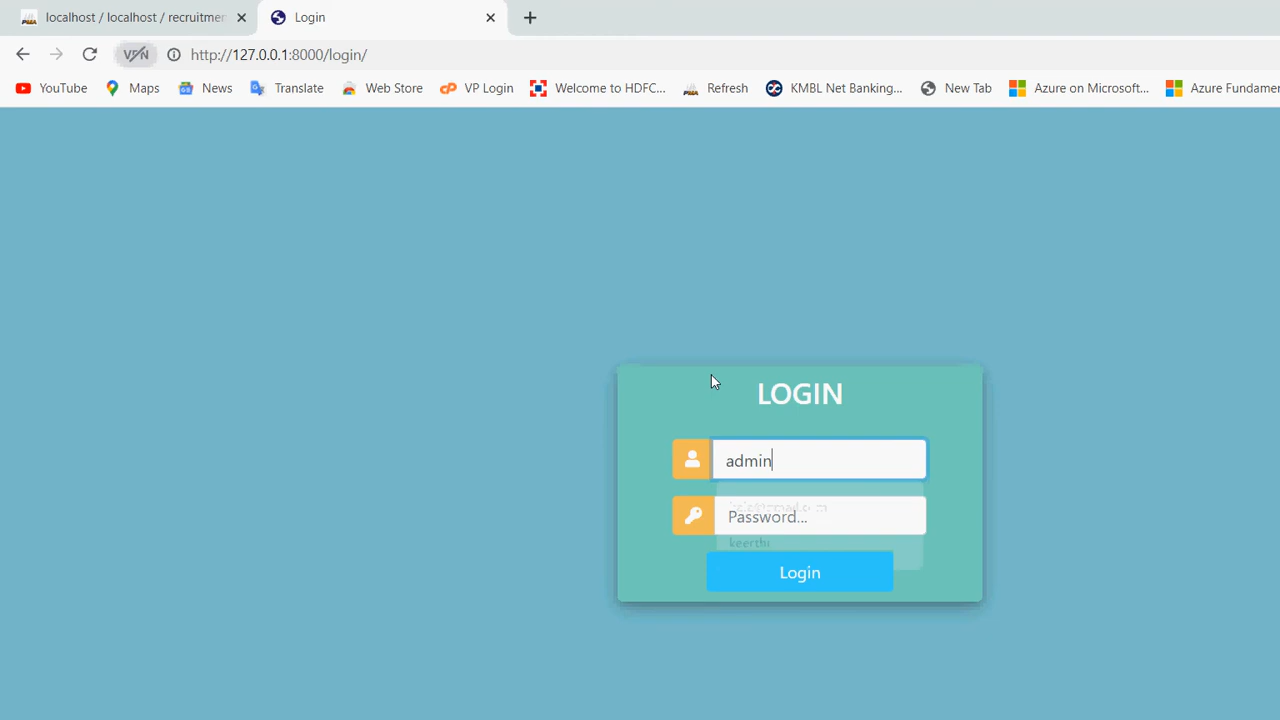 localhost / localhost / recruitmer
Login
VPN
http://127.0.0.1:8000/login/
YouTube
Maps
News
Translate
Web Store
VP Login
Welcome to HDFC...
Refresh
KMBL Net Banking...
New Tab
Azure on Microsoft...
Azure Fundamer
LOGIN
admin
Password...
keerthi
Login